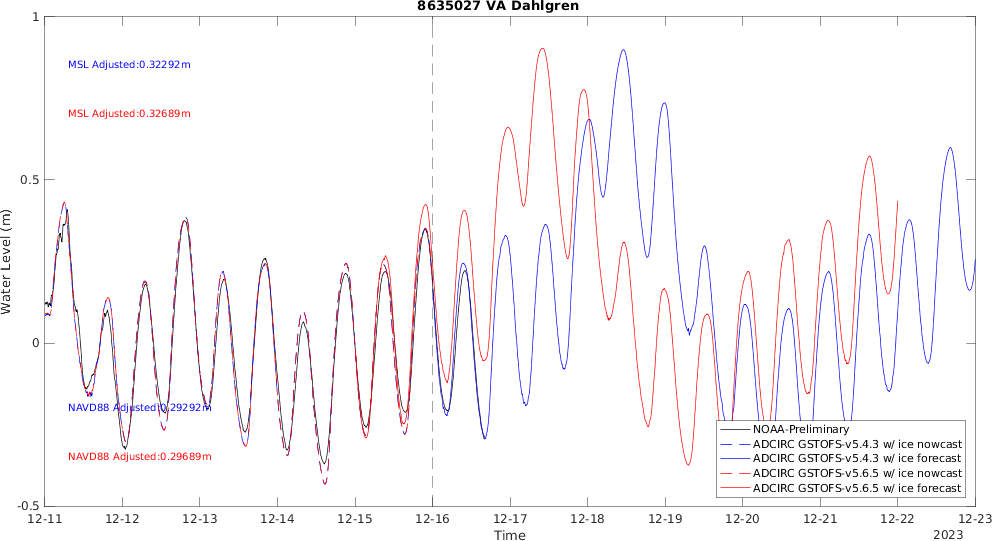 8635027 VA Dahlgren
1
MSL Adjusted:0.32292m
MSL Adjusted:0.32689m
0.5
Water Level (m)
0
NAVD88 Adjusted:0.29292m
NAVD88 Adjusted:0.29689m
NOAA-Preliminary
ADCIRC GSTOFS-v5.4.3 w/ ice nowcast
ADCIRC GSTOFS-v5.4.3 w/ ice forecast
ADCIRC GSTOFS-v5.6.5 w/ ice nowcast
ADCIRC GSTOFS-v5.6.5 w/ ice forecast
-0.5
12-11 12-12 12-13 12-14 12-15 12-16 12-17 12-18 12-19 12-20 12-21 12-22 12-23
Time
2023